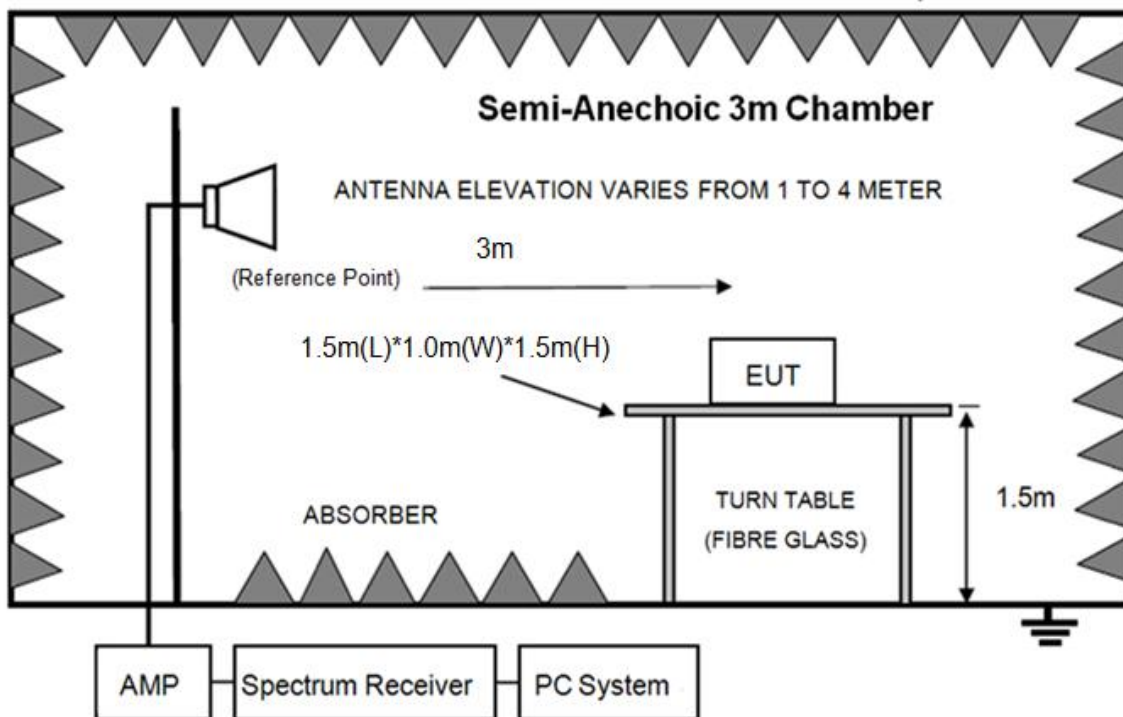 Semi-Anechoic 3m Chamber
ANTENNA ELEVATION VARIES FROM 1 TO 4 METER
3m
(Reference Point)
1.5m(L)*1.0m(W)*1.5m(H)
EUT
1.5m
TURN TABLE
(FIBRE GLASS)
ABSORBER
AMP
Spectrum Receiver
PC System